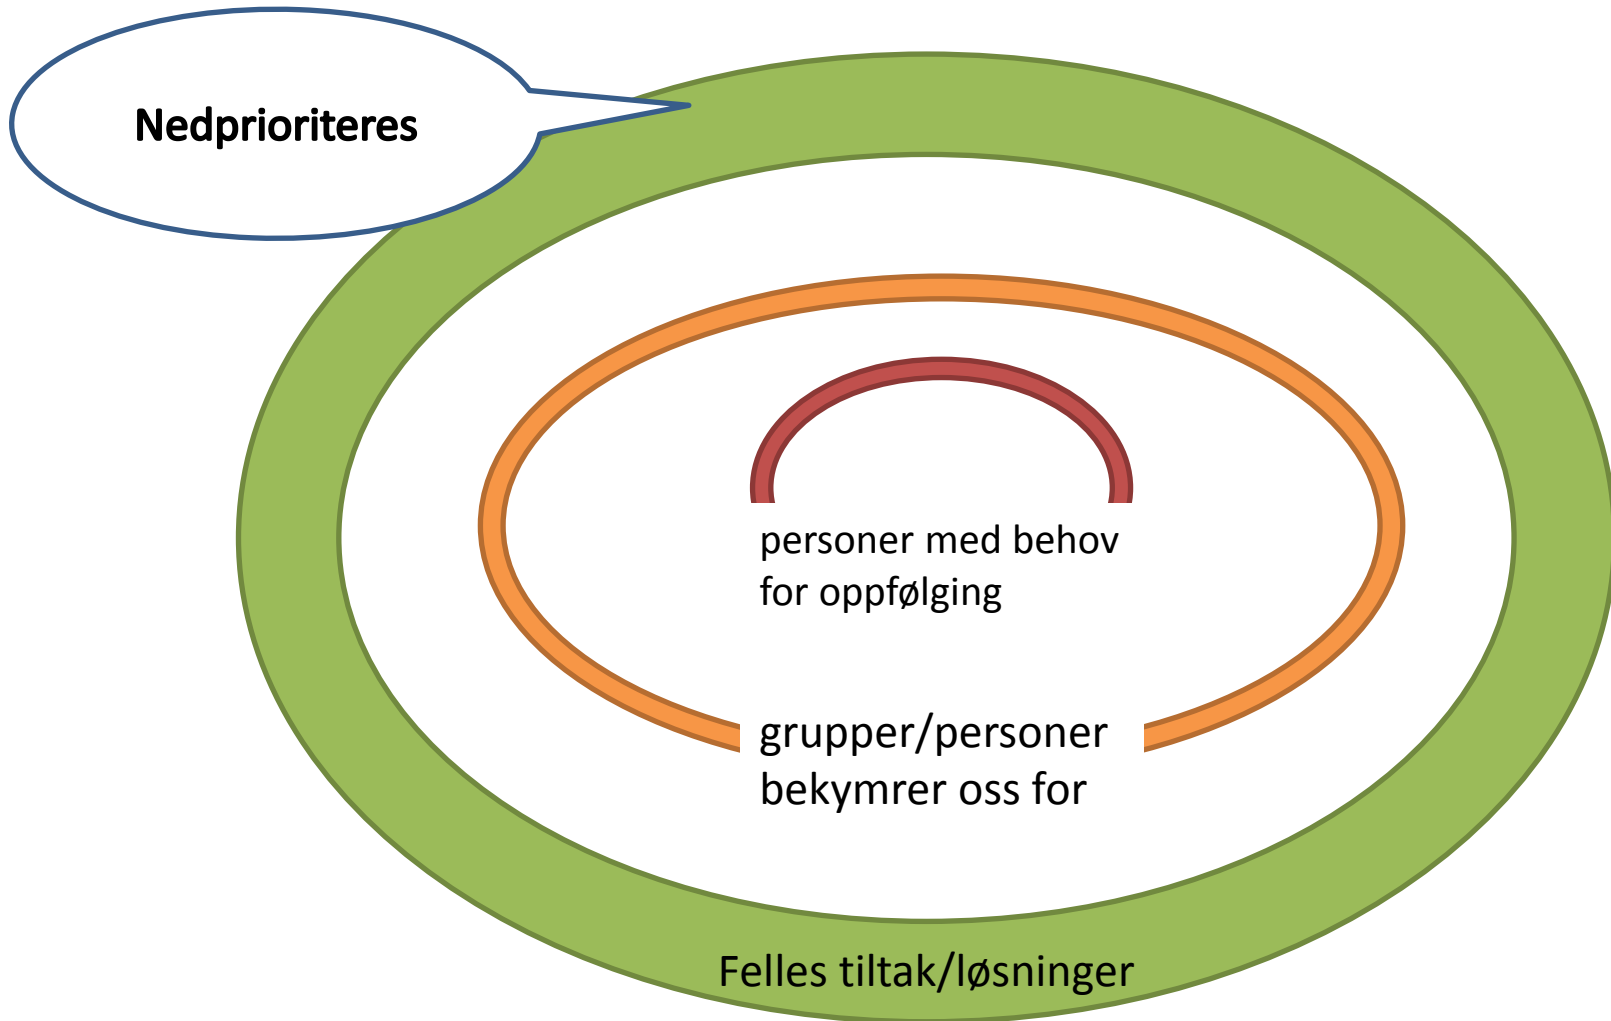 Nedprioriteres
personer med behov
for oppfølging
grupper/personer
bekymrer oss for
Felles tiltak/løsninger